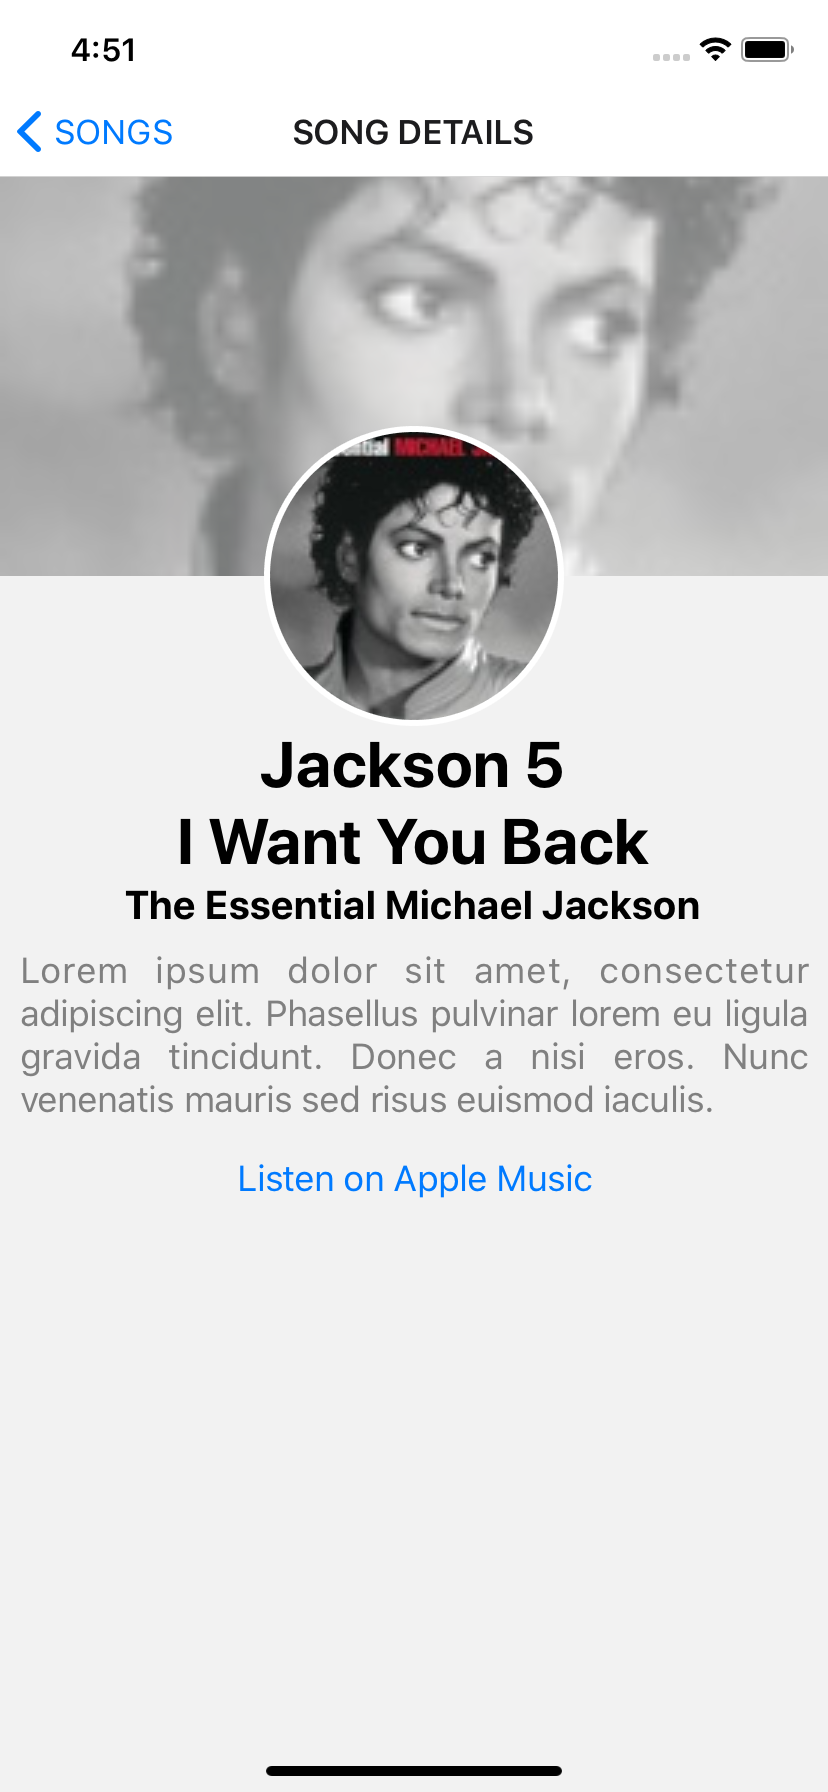 4:51
SONGS
SONG DETAILS
MICHAEL
Jackson 5
I Want You Back
The Essential Michael Jackson
Lorem ipsum dolor sit amet, consectetur
adipiscing elit. Phasellus pulvinar lorem eu ligula
gravida tincidunt. Donec a nisi eros. Nunc
venenatis mauris sed risus euismod iaculis.
Listen on Apple Music